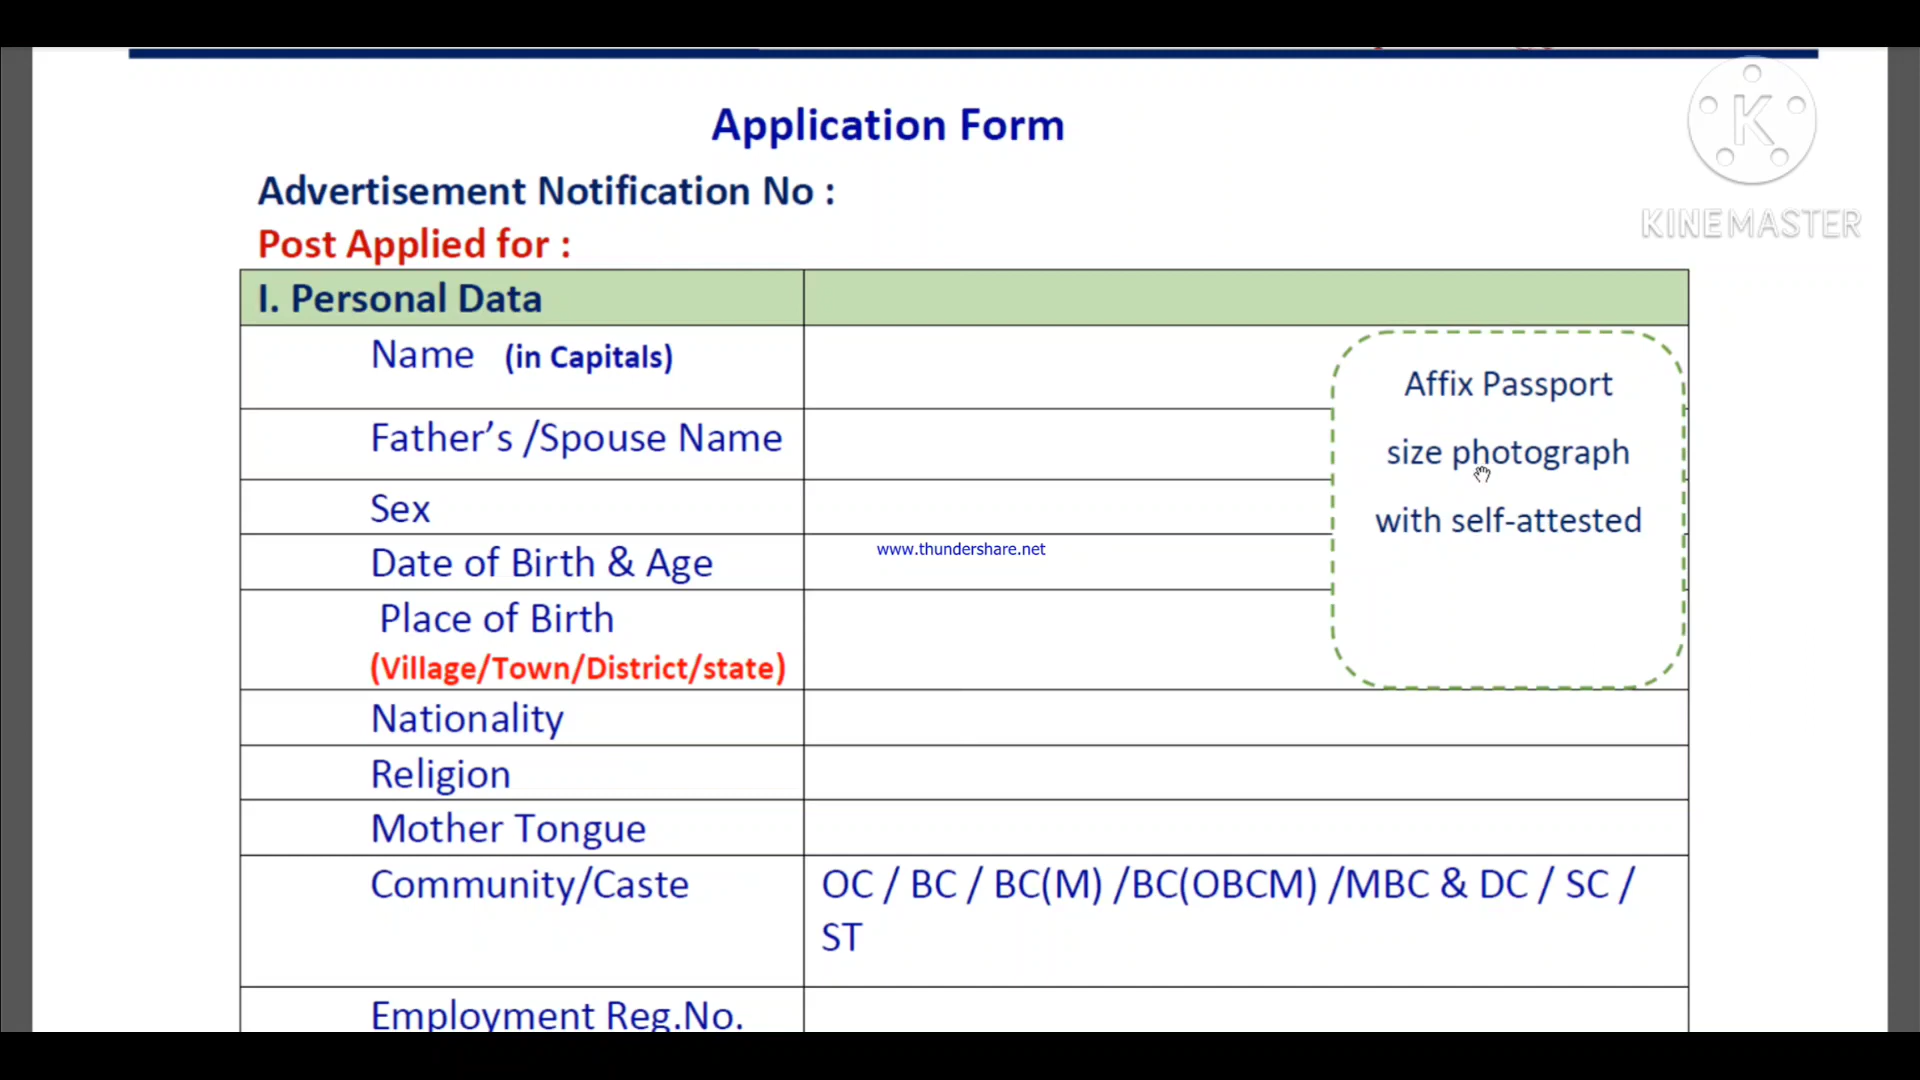 Application Form
K
KINEMASTER
Advertisement Notification No :
Post Applied for :
I. Personal Data
Name (in Capitals)
Affix Passport
size photograph
with self-attested
Father’s /Spouse Name
Sex
www.thundershare.net
Date of Birth & Age
Place of Birth
(Village/Town/District/state)
Nationality
Religion
Mother Tongue
Community/Caste
OC / BC / BC(M) /BC(OBCM) /MBC & DC / SC /
ST
Employment Reg.No.